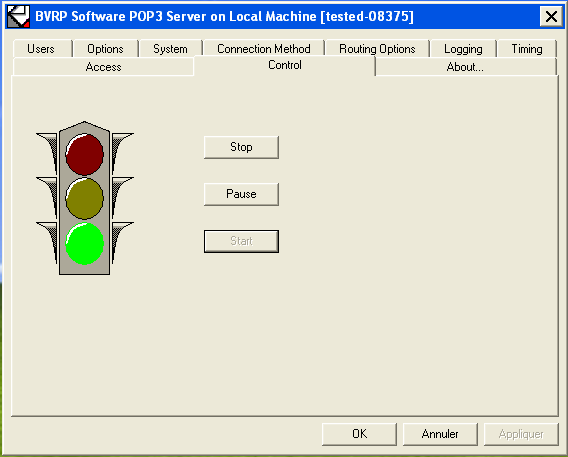 BVRP Software POP3 Server on Local Machine [tested-08375]
Users Options System Connection Method Routing Options Logging Timing
Access Control About...
Stop
Pause
Start
OK Annuler Appliquer